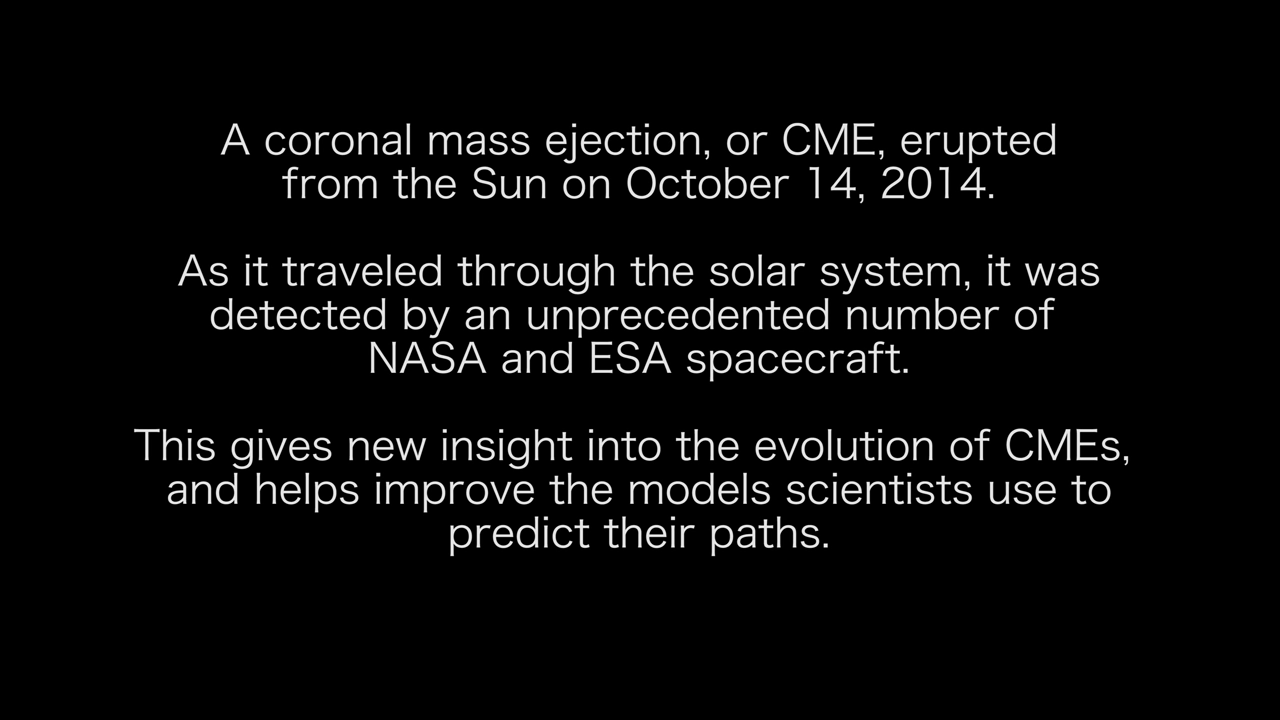 A coronal mass ejection, or CME, erupted
from the Sun on October 14, 2014.
As it traveled through the solar system, it was
detected by an unprecedented number of
NASA and ESA spacecraft.
This gives new insight into the evolution of CMEs,
and helps improve the models scientists use to
predict their paths.